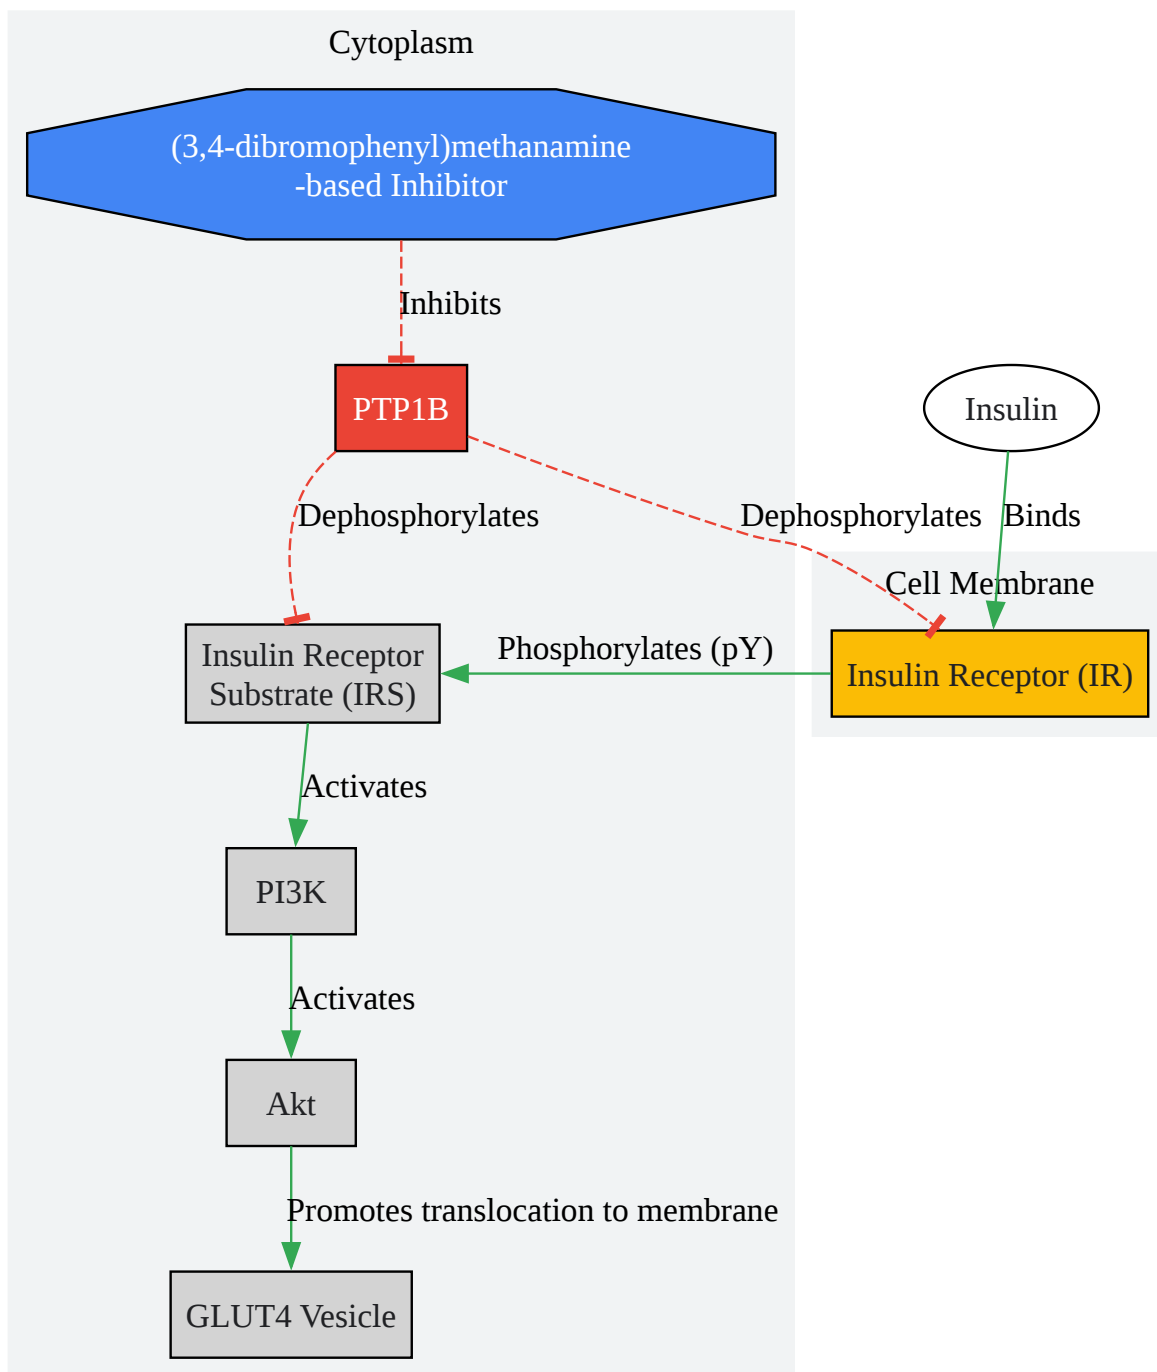 Cytoplasm
(3,4-dibromophenyl)methanamine
-based Inhibitor
Inhibits
PTP1B
Insulin
Dephosphorylates
Dephosphorylates
Binds
Cell Membrane
Insulin Receptor
Substrate (IRS)
Phosphorylates (pY)
Insulin Receptor (IR)
Activates
PI3K
Activates
Akt
Promotes translocation to membrane
GLUT4 Vesicle